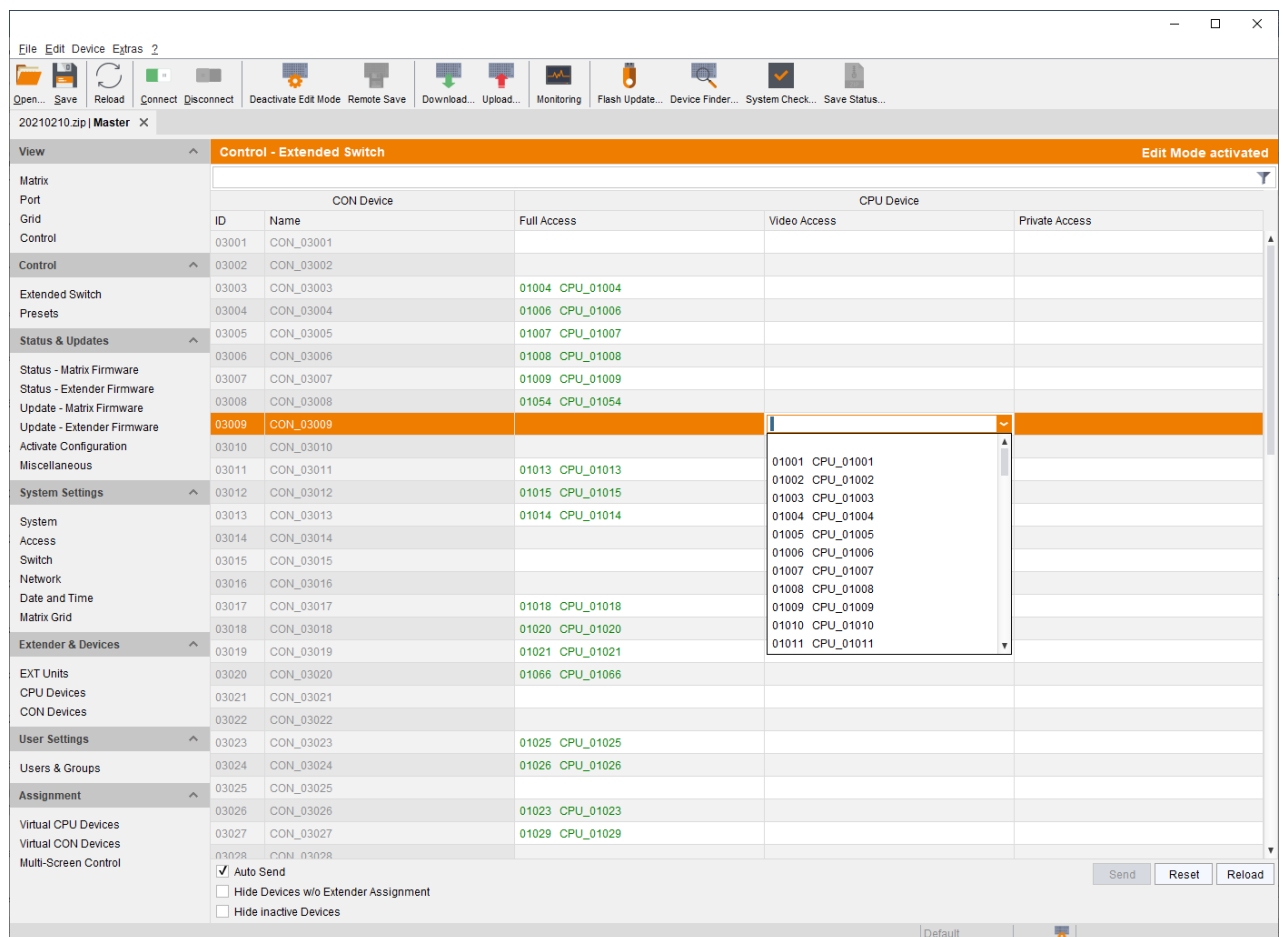 File Edit Device Extras ?
Open... Save Reload Connect Disconnect Deactivate Edit Mode Remote Save Download... Upload... Monitoring Flash Update... Device Finder... System Check... Save Status...
20210210.zip | Master
View
Matrix
Port
Grid
Control
Control
Extended Switch
Presets
Status & Updates
Status - Matrix Firmware
Status - Extender Firmware
Update - Matrix Firmware
Update - Extender Firmware
Activate Configuration
Miscellaneous
System Settings
System
Access
Switch
Network
Date and Time
Matrix Grid
Extender & Devices
EXT Units
CPU Devices
CON Devices
User Settings
Users & Groups
Assignment
Virtual CPU Devices
Virtual CON Devices
Multi-Screen Control
Control - Extended Switch Edit Mode activated
CON Device CPU Device
ID Name Full Access Video Access Private Access
03001 CON_03001
03002 CON_03002
03003 CON_03003 01004 CPU_01004
03004 CON_03004 01006 CPU_01006
03005 CON_03005 01007 CPU_01007
03006 CON_03006 01008 CPU_01008
03007 CON_03007 01009 CPU_01009
03008 CON_03008 01054 CPU_01054
03009 CON_03009
03010 CON_03010
03011 CON_03011 01013 CPU_01013
03012 CON_03012 01015 CPU_01015
03013 CON_03013 01014 CPU_01014
03014 CON_03014
03015 CON_03015
03016 CON_03016
03017 CON_03017 01018 CPU_01018
03018 CON_03018 01020 CPU_01020
03019 CON_03019 01021 CPU_01021
03020 CON_03020 01066 CPU_01066
03021 CON_03021
03022 CON_03022
03023 CON_03023 01025 CPU_01025
03024 CON_03024 01026 CPU_01026
03025 CON_03025
03026 CON_03026 01023 CPU_01023
03027 CON_03027 01029 CPU_01029
03028 CON_03028
01001 CPU_01001
01002 CPU_01002
01003 CPU_01003
01004 CPU_01004
01005 CPU_01005
01006 CPU_01006
01007 CPU_01007
01008 CPU_01008
01009 CPU_01009
01010 CPU_01010
01011 CPU_01011
Auto Send
Hide Devices w/o Extender Assignment
Hide inactive Devices
Send Reset Reload
Default